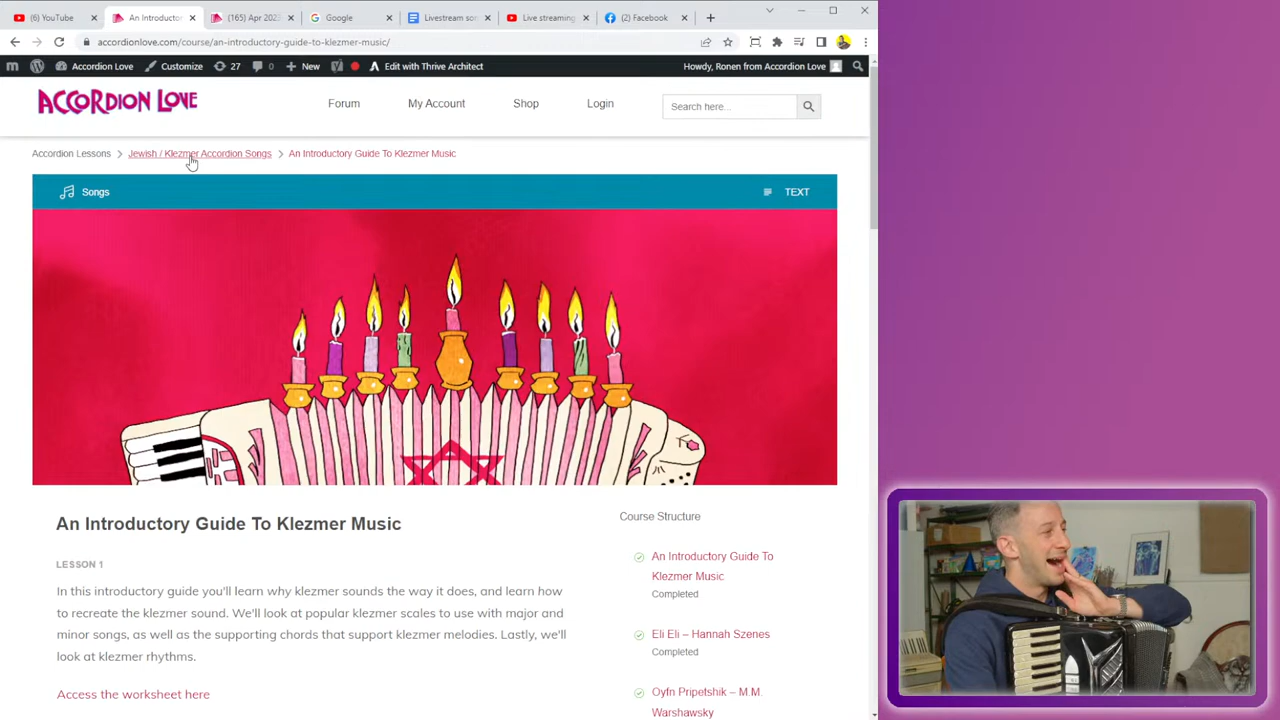 (2) YouTube
An Introductor
(165) Apr 202
Google
Livestream so
Live streaming
(2) Facebook
accordionlove.com/course/an-introductory-guide-to-klezmer-music/
Accordion Love
Customize
27
0
New
Edit with Thrive Architect
Howdy, Ronen from Accordion Love
ACCORDION LOVE
Forum
My Account
Shop
Login
Search here...
Accordion Lessons > Jewish / Klezmer Accordion Songs > An Introductory Guide To Klezmer Music
Songs
TEXT
An Introductory Guide To Klezmer Music
LESSON 1
In this introductory guide you'll learn why klezmer sounds the way it does, and learn how
to recreate the klezmer sound. We'll look at popular klezmer scales to use with major and
minor songs, as well as the supporting chords that support klezmer melodies. Lastly, we'll
look at klezmer rhythms.
Access the worksheet here
Course Structure
An Introductory Guide To
Klezmer Music
Completed
Eli Eli – Hannah Szenes
Completed
Oyfn Pripetshik – M.M.
Warshawsky